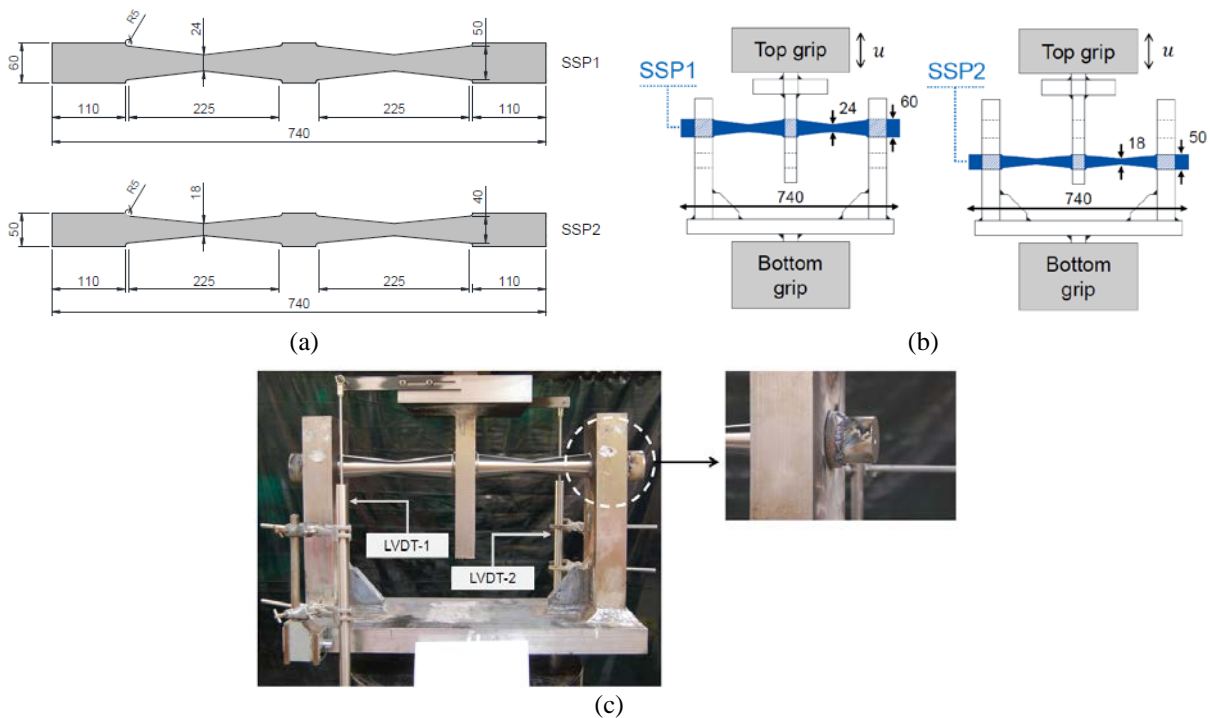 R5
24
50
60
SSP1
110
225
225
110
740
R5
18
40
50
SSP2
110
225
225
110
740
(a)
Top grip
u
SSP1
24
60
740
Bottom
grip
Top grip
u
SSP2
18
50
740
Bottom
grip
(b)
LVDT-1
LVDT-2
(c)